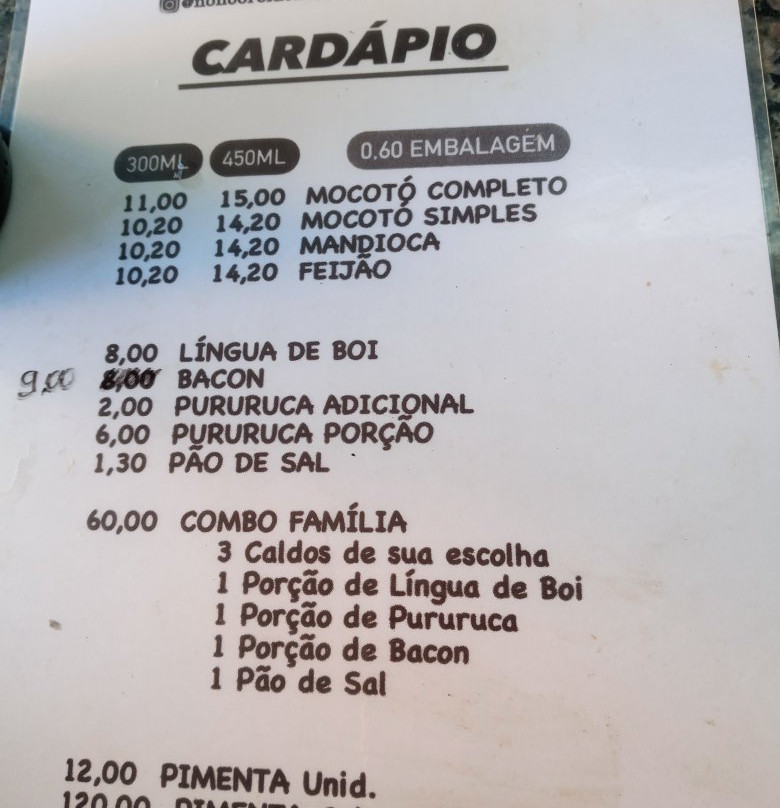 CARDÁPIO
300ML 450ML 0,60 EMBALAGEM
11,00 15,00 MOCOTÓ COMPLETO
10,20 14,20 MOCOTÓ SIMPLES
10,20 14,20 MANDIOCA
10,20 14,20 FEIJÃO
8,00 LÍNGUA DE BOI
9,00 8,00 BACON
2,00 PURURUCA ADICIONAL
6,00 PURURUCA PORÇÃO
1,30 PÃO DE SAL
60,00 COMBO FAMÍLIA
3 Caldos de sua escolha
1 Porção de Língua de Boi
1 Porção de Pururuca
1 Porção de Bacon
1 Pão de Sal
12,00 PIMENTA Unid.
120,00 PIMENTA